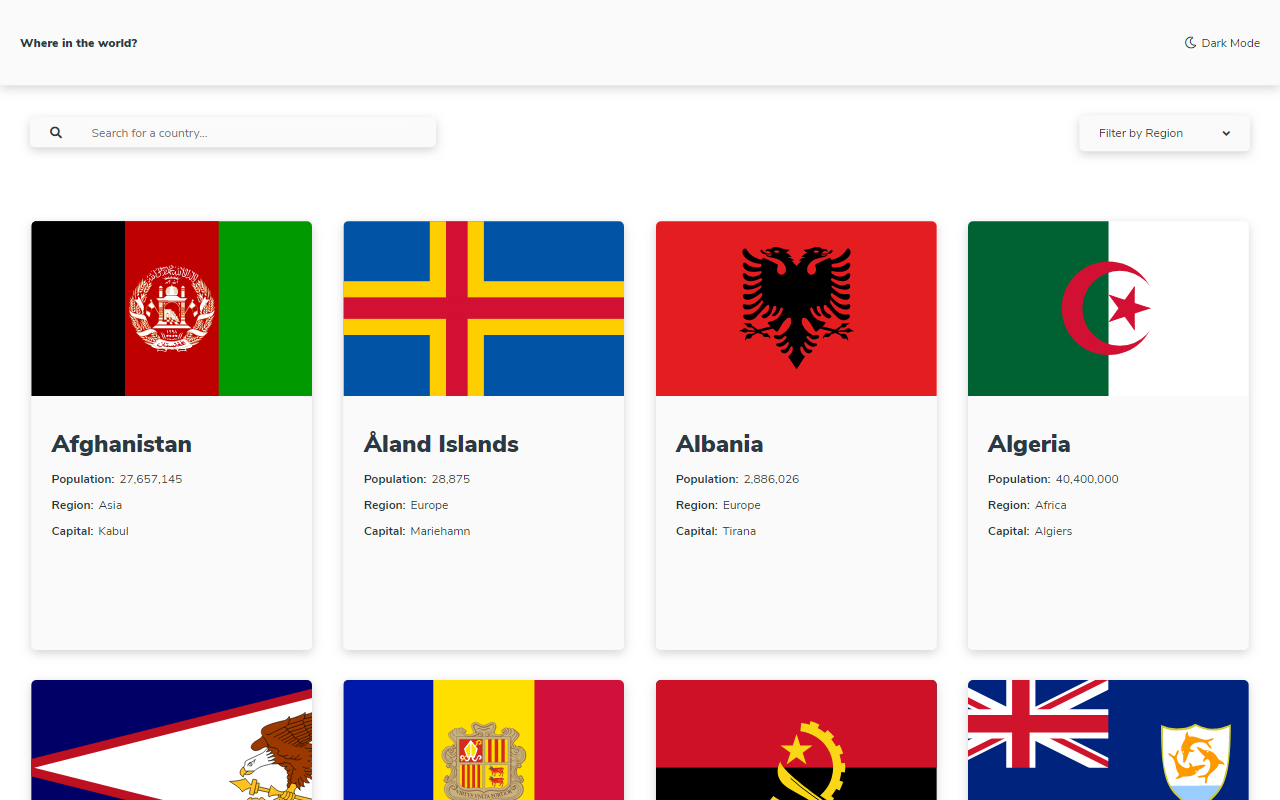 Where in the world?
Dark Mode
Search for a country...
Filter by Region
Afghanistan
Population: 27,657,145
Region: Asia
Capital: Kabul
Åland Islands
Population: 28,875
Region: Europe
Capital: Mariehamn
Albania
Population: 2,886,026
Region: Europe
Capital: Tirana
Algeria
Population: 40,400,000
Region: Africa
Capital: Algiers